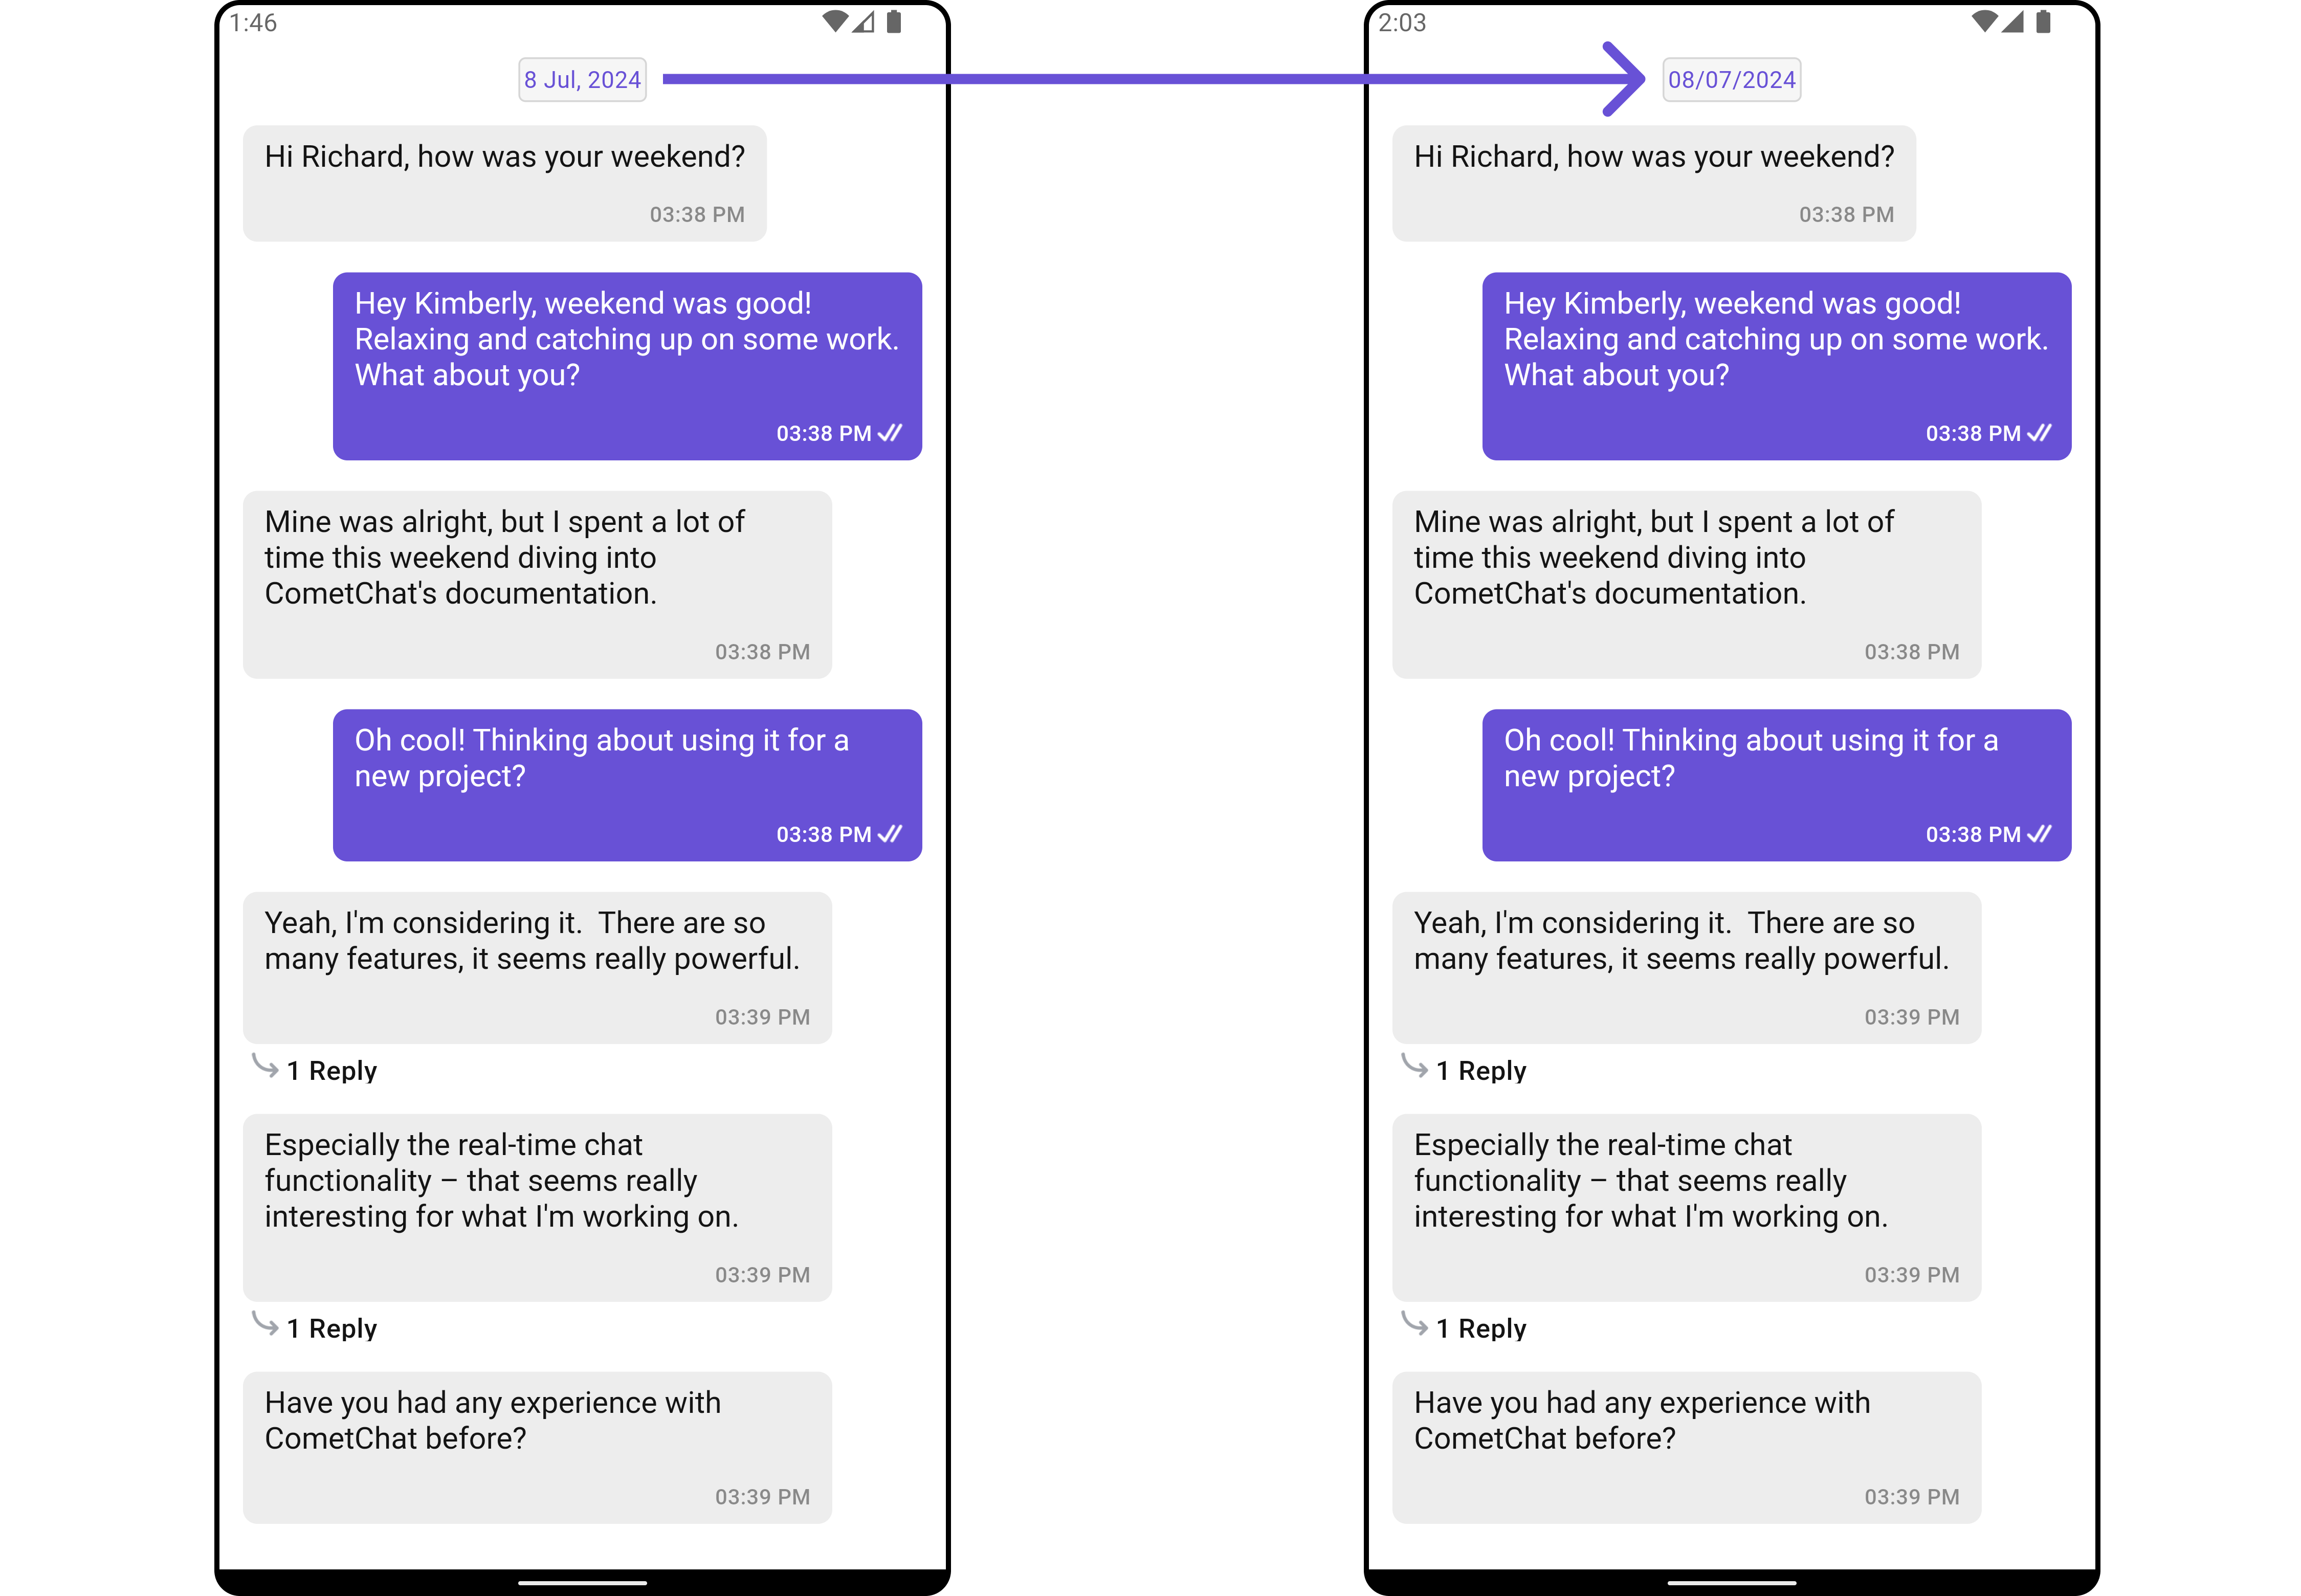 1:46
8 Jul, 2024
Hi Richard, how was your weekend?
03:38 PM
Hey Kimberly, weekend was good!
Relaxing and catching up on some work.
What about you?
03:38 PM
Mine was alright, but I spent a lot of
time this weekend diving into
CometChat's documentation.
03:38 PM
Oh cool! Thinking about using it for a
new project?
03:38 PM
Yeah, I'm considering it.  There are so
many features, it seems really powerful.
03:39 PM
1 Reply
Especially the real-time chat
functionality – that seems really
interesting for what I'm working on.
03:39 PM
1 Reply
Have you had any experience with
CometChat before?
03:39 PM
2:03
08/07/2024
Hi Richard, how was your weekend?
03:38 PM
Hey Kimberly, weekend was good!
Relaxing and catching up on some work.
What about you?
03:38 PM
Mine was alright, but I spent a lot of
time this weekend diving into
CometChat's documentation.
03:38 PM
Oh cool! Thinking about using it for a
new project?
03:38 PM
Yeah, I'm considering it.  There are so
many features, it seems really powerful.
03:39 PM
1 Reply
Especially the real-time chat
functionality – that seems really
interesting for what I'm working on.
03:39 PM
1 Reply
Have you had any experience with
CometChat before?
03:39 PM